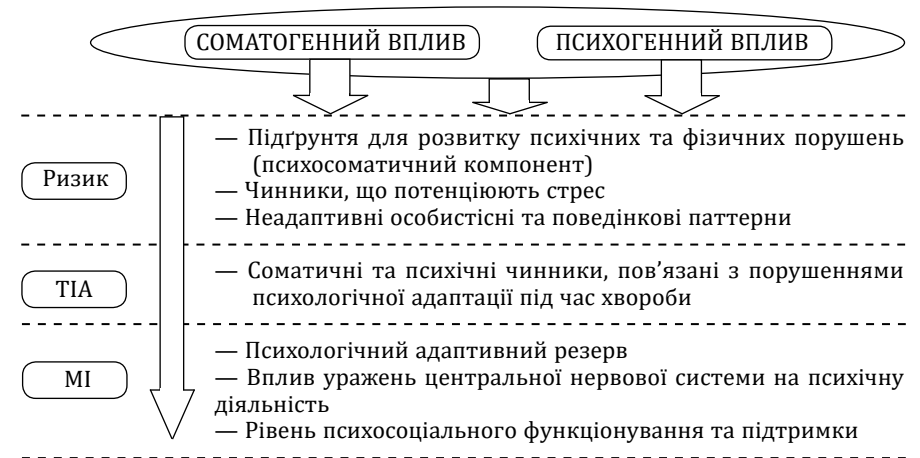 СОМАТОГЕННИЙ ВПЛИВ
ПСИХОГЕННИЙ ВПЛИВ
Ризик
— Підґрунтя для розвитку психічних та фізичних порушень
(психосоматичний компонент)
— Чинники, що потенціюють стрес
— Неадаптивні особистісні та поведінкові паттерни
ТІА
— Соматичні та психічні чинники, пов’язані з порушеннями
психологічної адаптації під час хвороби
МІ
— Психологічний адаптивний резерв
— Вплив уражень центральної нервової системи на психічну
діяльність
— Рівень психосоціального функціонування та підтримки